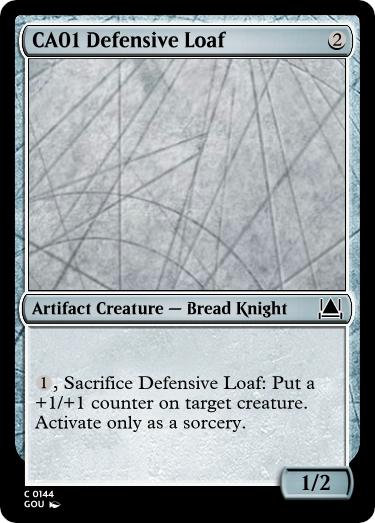 CA01 Defensive Loaf 2
Artifact Creature — Bread Knight
1, Sacrifice Defensive Loaf: Put a
+1/+1 counter on target creature.
Activate only as a sorcery.
1/2
C 0144
GOU